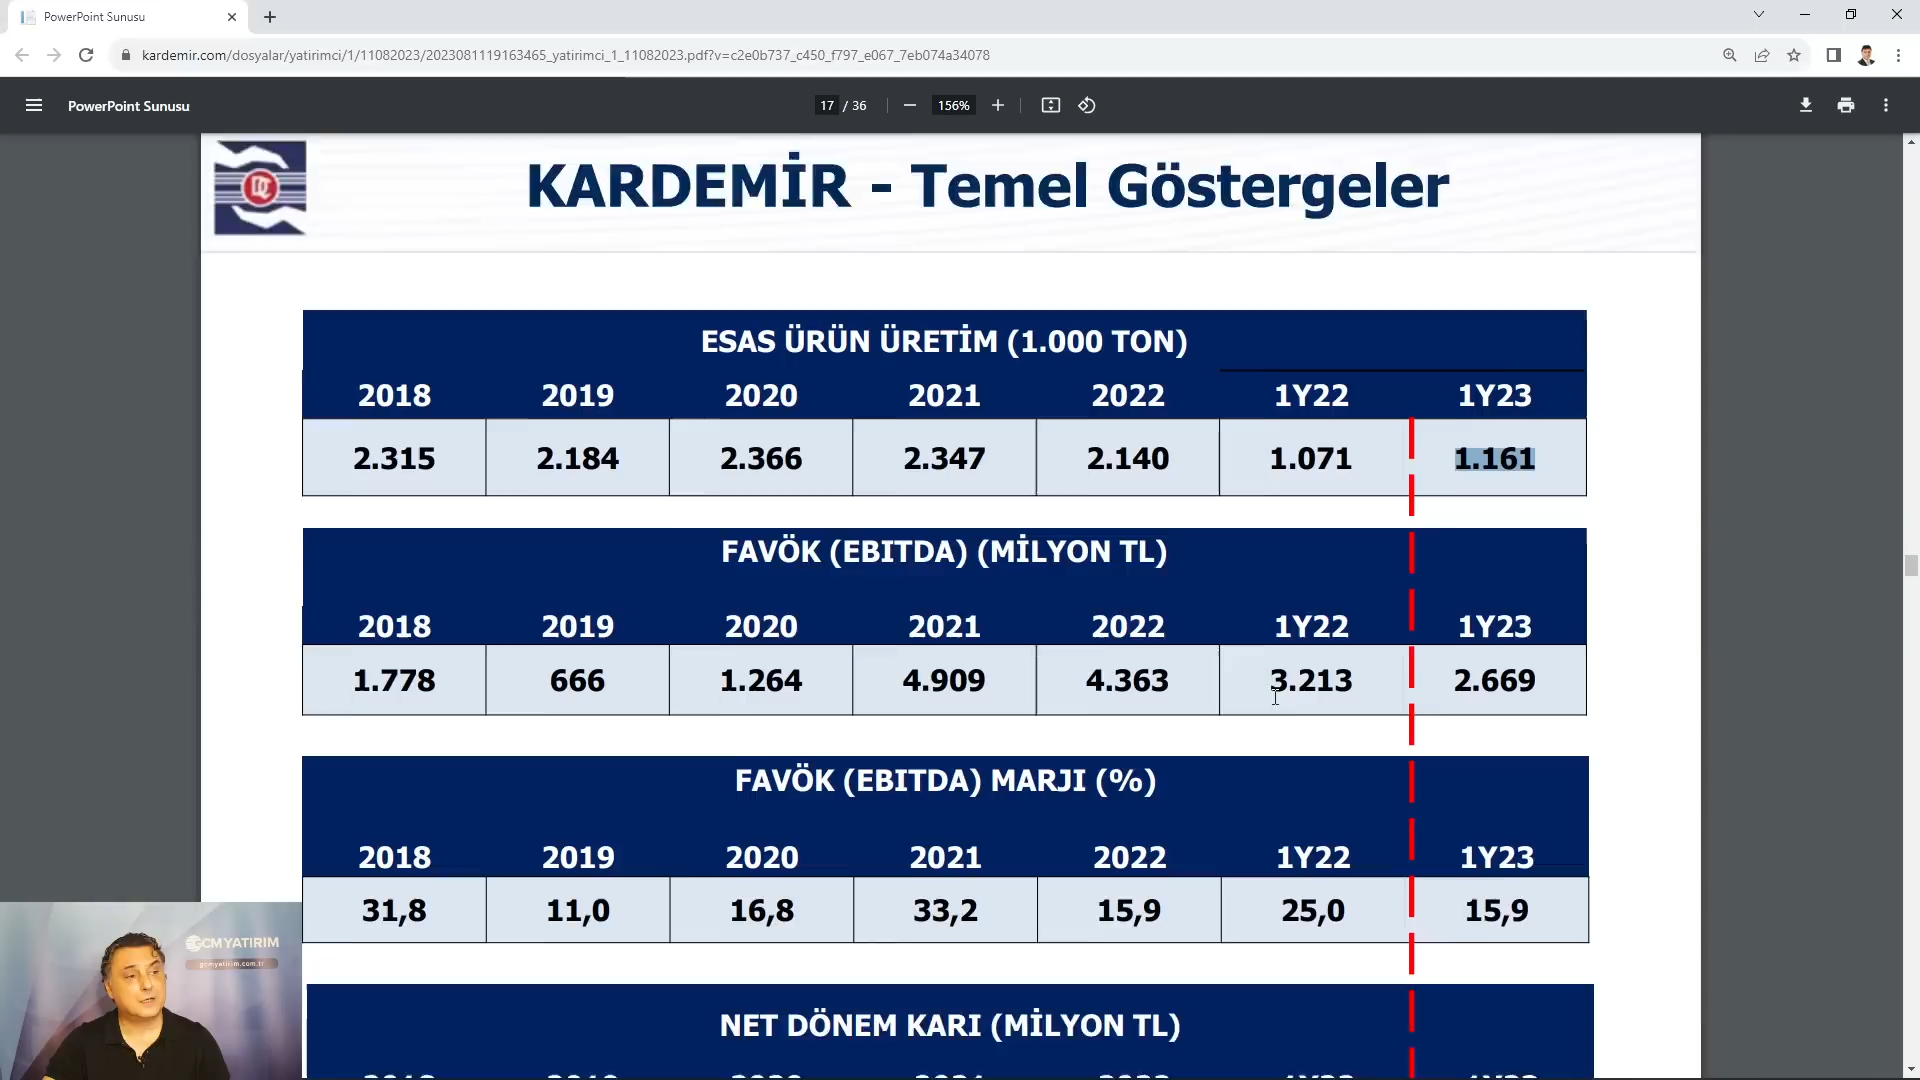 PowerPoint Sunusu
kardemir.com/dosyalar/yatirimci/1/11082023/2023081119163465_yatirimci_1_11082023.pdf?v=c2e0b737_c450_f797_e067_7eb074a34078
PowerPoint Sunusu
17 / 36
156%
KARDEMİR - Temel Göstergeler
ESAS ÜRÜN ÜRETİM (1.000 TON)
2018 2019 2020 2021 2022 1Y22 1Y23
2.315 2.184 2.366 2.347 2.140 1.071 1.161
FAVÖK (EBITDA) (MİLYON TL)
2018 2019 2020 2021 2022 1Y22 1Y23
1.778 666 1.264 4.909 4.363 3.213 2.669
FAVÖK (EBITDA) MARJI (%)
2018 2019 2020 2021 2022 1Y22 1Y23
31,8 11,0 16,8 33,2 15,9 25,0 15,9
GCM YATIRIM
gcmyatirim.com.tr
NET DÖNEM KARI (MİLYON TL)